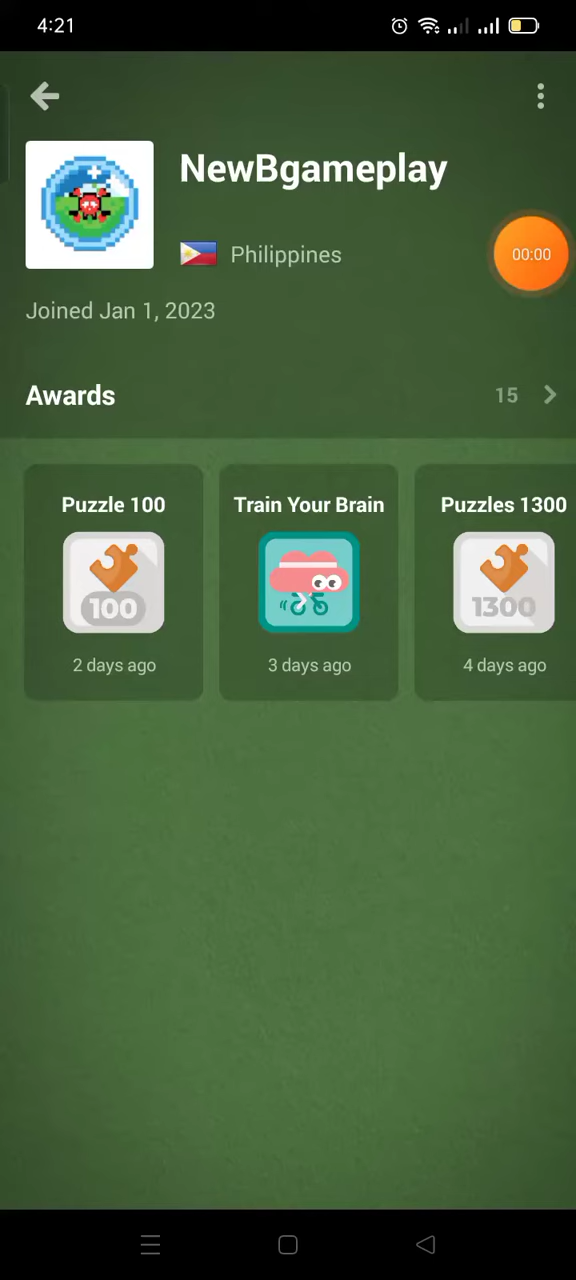 4:21
NewBgameplay
Philippines
00:00
Joined Jan 1, 2023
Awards 15
Puzzle 100 Train Your Brain Puzzles 1300
100 1300
2 days ago 3 days ago 4 days ago